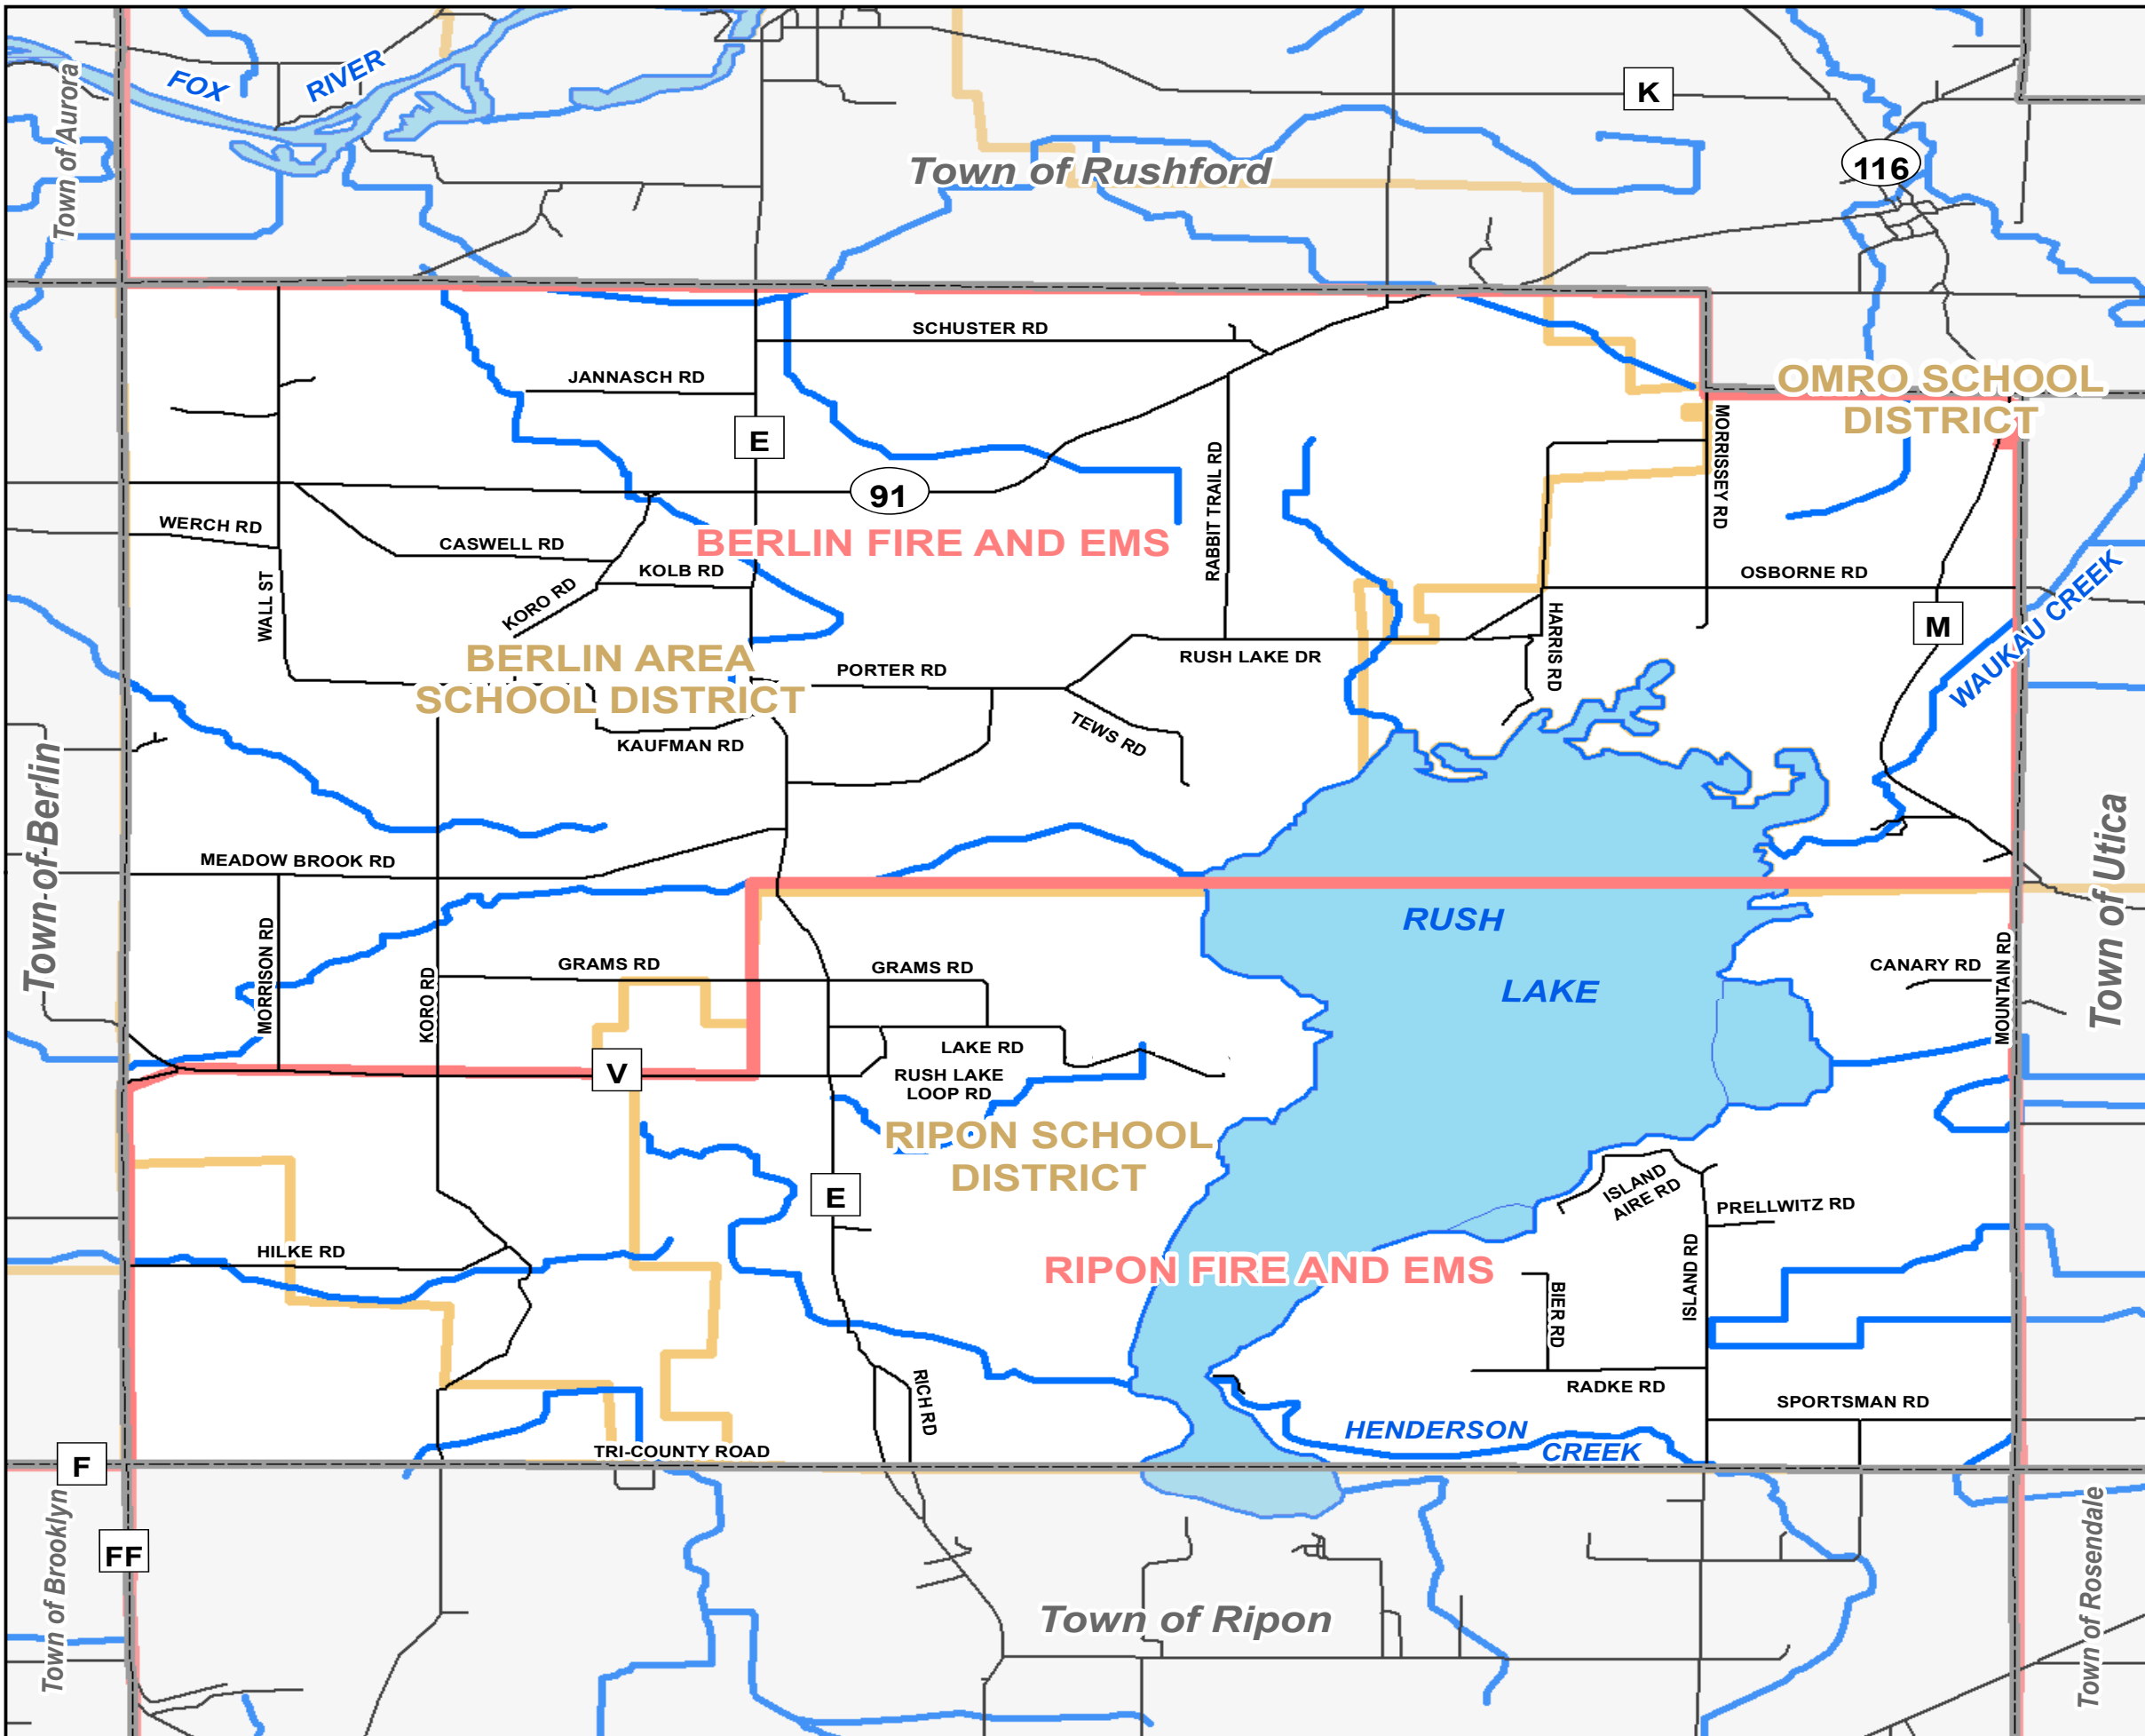 FOX
RIVER
Town of Aurora
K
Town of Rushford
116
SCHUSTER RD
JANNASCH RD
OMRO SCHOOL
DISTRICT
E
MORRISSEY RD
RABBIT TRAIL RD
91
WERCH RD
CASWELL RD
BERLIN FIRE AND EMS
KOLB RD
OSBORNE RD
WALL ST
KORO RD
HARRIS RD
M
WAUKAU CREEK
BERLIN AREA
SCHOOL DISTRICT
PORTER RD
RUSH LAKE DR
KAUFMAN RD
TEWS RD
Town of Berlin
Town of Utica
MEADOW BROOK RD
RUSH
LAKE
MORRISON RD
KORO RD
GRAMS RD
GRAMS RD
CANARY RD
MOUNTAIN RD
LAKE RD
V
RUSH LAKE
LOOP RD
RIPON SCHOOL
DISTRICT
E
ISLAND
AIRE RD
PRELLWITZ RD
HILKE RD
RIPON FIRE AND EMS
ISLAND RD
BIER RD
RICH RD
RADKE RD
SPORTSMAN RD
HENDERSON
CREEK
TRI-COUNTY ROAD
F
Town of Brooklyn
FF
Town of Ripon
Town of Rosendale